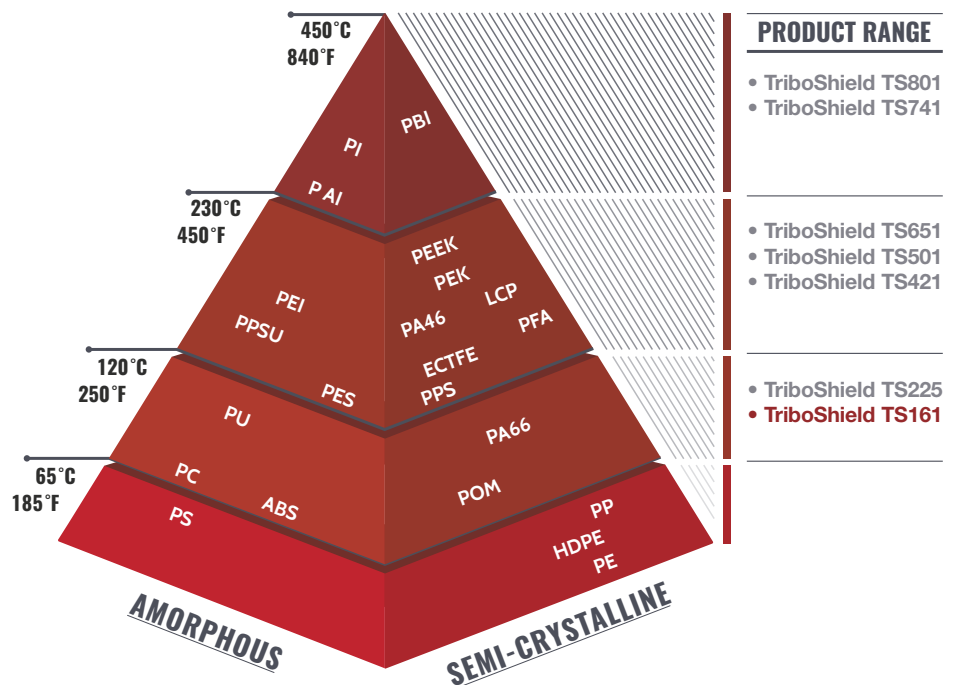 450°C
840°F
PRODUCT RANGE
• TriboShield TS801
• TriboShield TS741
PBI
PI
P AI
230°C
450°F
• TriboShield TS651
• TriboShield TS501
• TriboShield TS421
PEEK
PEK
LCP
PEI
PA46
PFA
PPSU
ECTFE
PPS
PES
120°C
250°F
• TriboShield TS225
• TriboShield TS161
PU
PA66
PC
POM
ABS
65°C
185°F
PS
PP
HDPE
PE
AMORPHOUS
SEMI-CRYSTALLINE